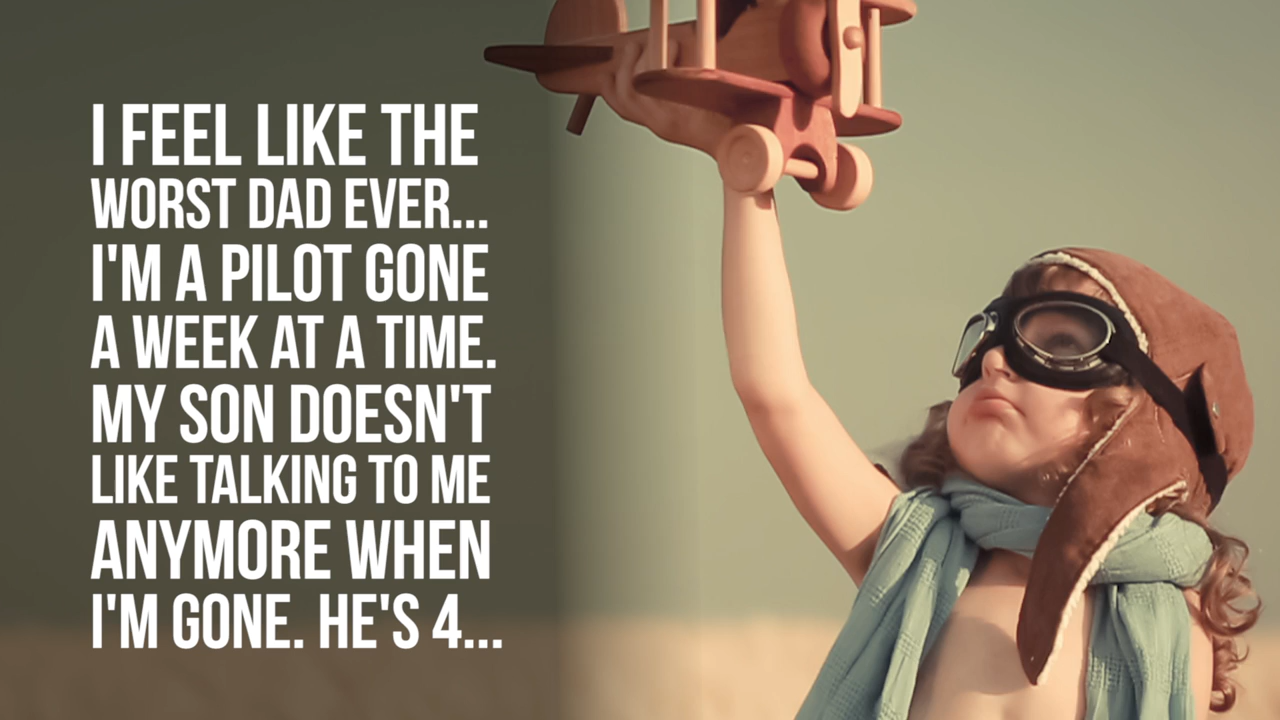 I FEEL LIKE THE
WORST DAD EVER...
I'M A PILOT GONE
A WEEK AT A TIME.
MY SON DOESN'T
LIKE TALKING TO ME
ANYMORE WHEN
I'M GONE. HE'S 4...